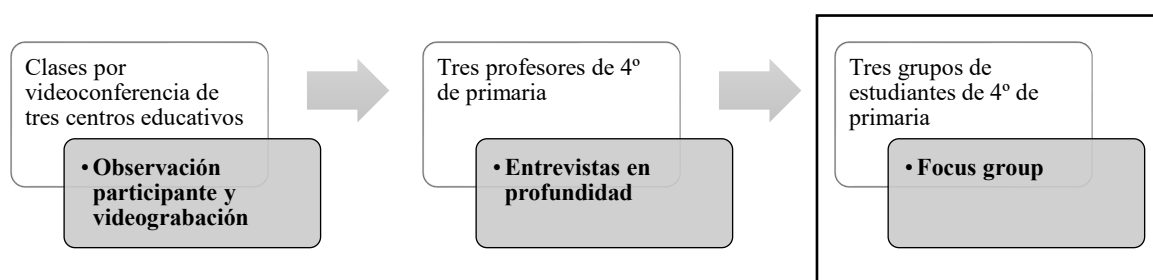 Clases por
videoconferencia de
tres centros educativos
• Observación
participante y
videograbación
Tres profesores de 4º
de primaria
• Entrevistas en
profundidad
Tres grupos de
estudiantes de 4º de
primaria
• Focus group